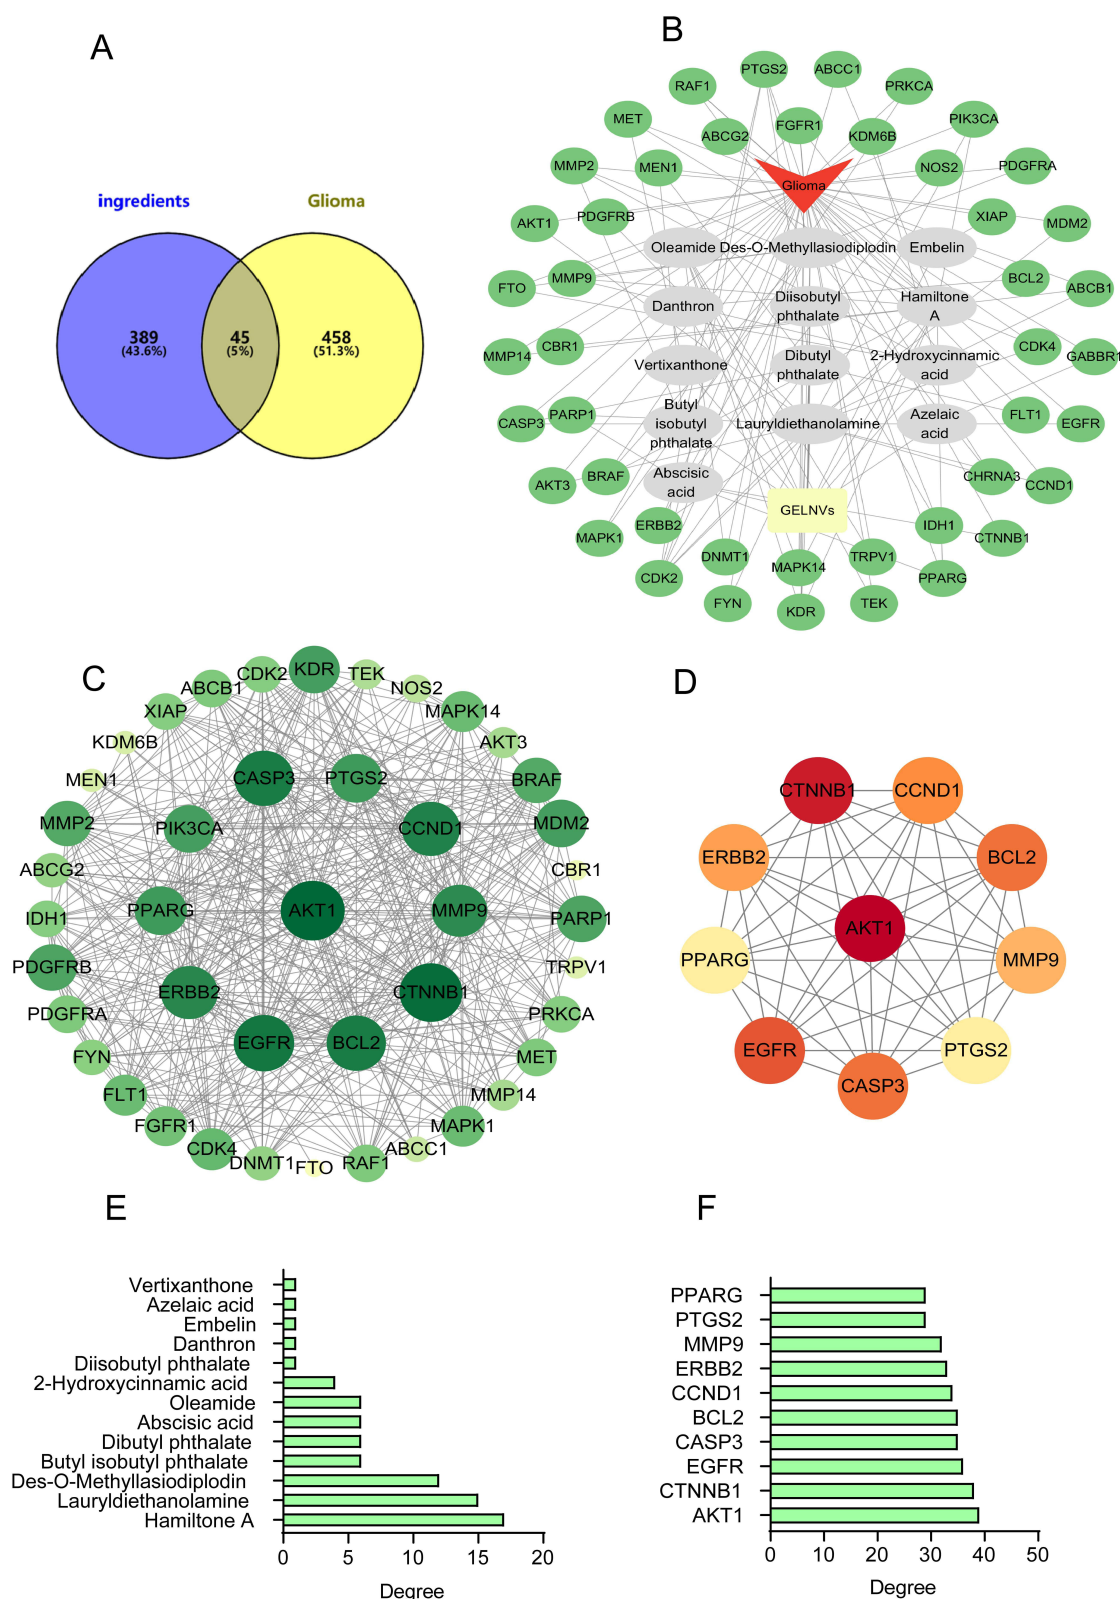 A
ingredients
Glioma
389
(43.6%)
45
(5%)
458
(51.3%)
B
PTGS2
ABCC1
RAF1
PRKCA
MET
ABCG2
FGFR1
KDM6B
PIK3CA
MMP2
MEN1
Glioma
NOS2
PDGFRA
AKT1
PDGFRB
XIAP
MDM2
Oleamide
Des-O-Methyllasiodiplodin
Embelin
FTO
MMP9
BCL2
ABCB1
Danthron
Diisobutyl
phthalate
Hamiltone
A
MMP14
CBR1
CDK4
GABBR1
Vertixanthone
Dibutyl
phthalate
2-Hydroxycinnamic
acid
CASP3
PARP1
Butyl
isobutyl
phthalate
Lauryldiethanolamine
Azelaic
acid
FLT1
EGFR
AKT3
BRAF
Abscisic
acid
CHRNA3
CCND1
GELNVs
MAPK1
ERBB2
IDH1
CTNNB1
CDK2
DNMT1
MAPK14
TRPV1
PPARG
FYN
KDR
TEK
C
CDK2
KDR
TEK
ABCB1
NOS2
XIAP
MAPK14
KDM6B
AKT3
MEN1
CASP3
PTGS2
BRAF
MMP2
PIK3CA
CCND1
MDM2
ABCG2
CBR1
IDH1
PPARG
AKT1
MMP9
PARP1
PDGFRB
TRPV1
ERBB2
CTNNB1
PDGFRA
PRKCA
FYN
EGFR
BCL2
MET
FLT1
MMP14
FGFR1
MAPK1
CDK4
DNMT1
FTO
RAF1
ABCC1
D
CTNNB1
CCND1
ERBB2
BCL2
AKT1
PPARG
MMP9
EGFR
PTGS2
CASP3
E
Vertixanthone
Azelaic acid
Embelin
Danthron
Diisobutyl phthalate
2-Hydroxycinnamic acid
Oleamide
Abscisic acid
Dibutyl phthalate
Butyl isobutyl phthalate
Des-O-Methyllasiodiplodin
Lauryldiethanolamine
Hamiltone A
0 5 10 15 20
Degree
F
PPARG
PTGS2
MMP9
ERBB2
CCND1
BCL2
CASP3
EGFR
CTNNB1
AKT1
0 10 20 30 40 50
Degree